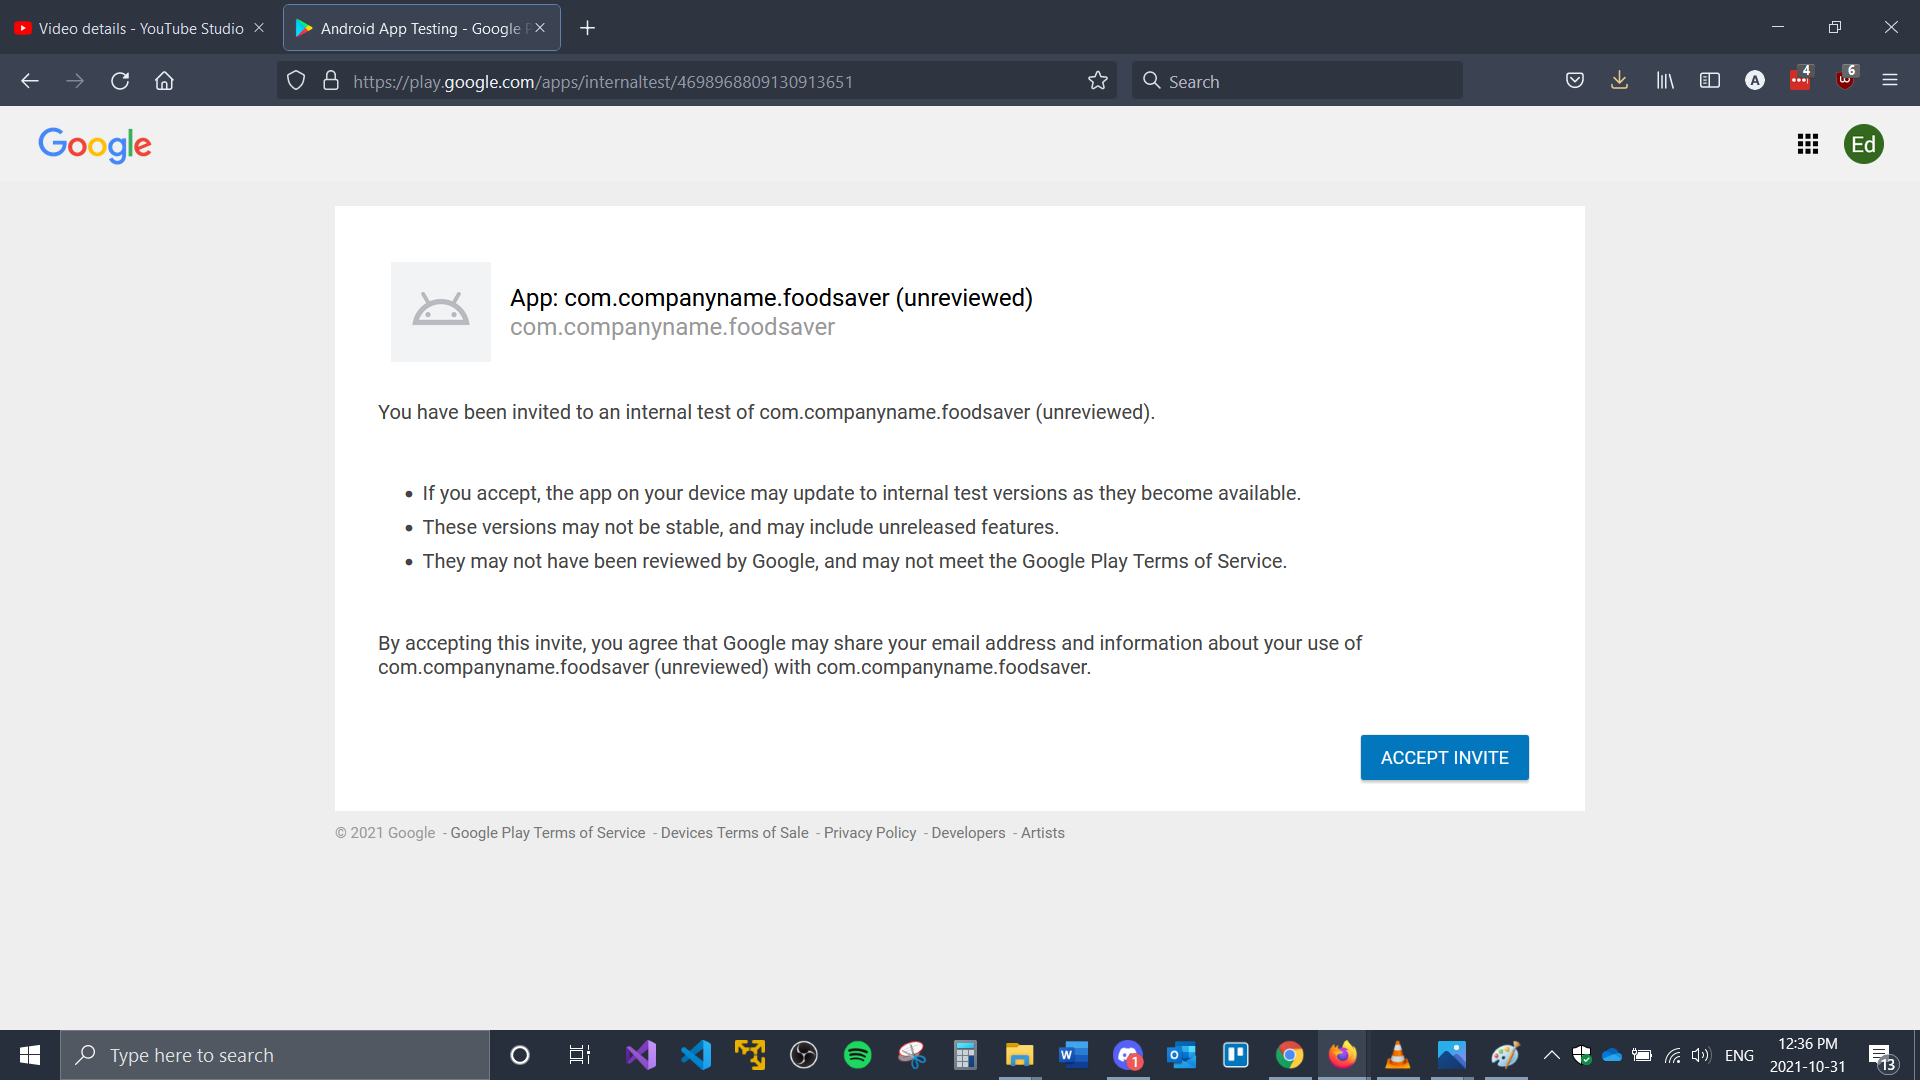 Video details - YouTube Studio
Android App Testing - Google P
https://play.google.com/apps/internaltest/4698968809130913651
Search
A
4
6
Google
Ed
App: com.companyname.foodsaver (unreviewed)
com.companyname.foodsaver
You have been invited to an internal test of com.companyname.foodsaver (unreviewed).
If you accept, the app on your device may update to internal test versions as they become available.
These versions may not be stable, and may include unreleased features.
They may not have been reviewed by Google, and may not meet the Google Play Terms of Service.
By accepting this invite, you agree that Google may share your email address and information about your use of
com.companyname.foodsaver (unreviewed) with com.companyname.foodsaver.
ACCEPT INVITE
© 2021 Google - Google Play Terms of Service - Devices Terms of Sale - Privacy Policy - Developers - Artists
Type here to search
1
ENG
12:36 PM
2021-10-31
13